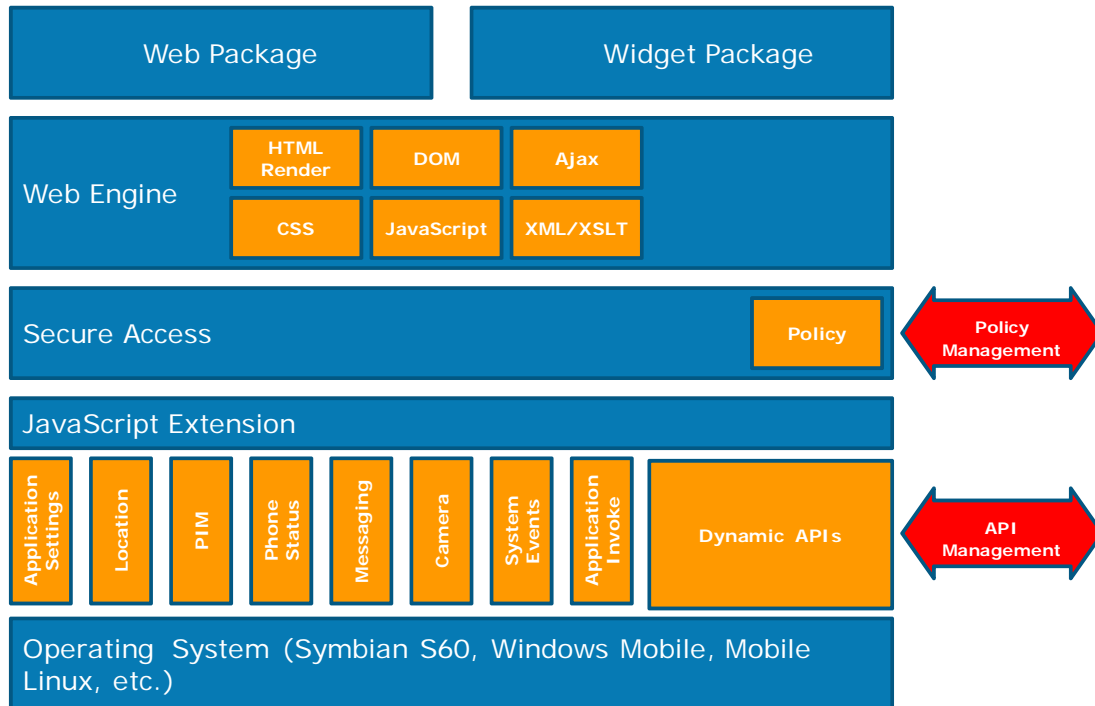 Web Package
Widget Package
Web Engine
HTML
Render
DOM
Ajax
CSS
JavaScript
XML/XSLT
Secure Access
Policy
Policy
Management
JavaScript Extension
Application
Settings
Location
PIM
Phone
Status
Messaging
Camera
System
Events
Application
Invoke
Dynamic APIs
API
Management
Operating System (Symbian S60, Windows Mobile, Mobile
Linux, etc.)